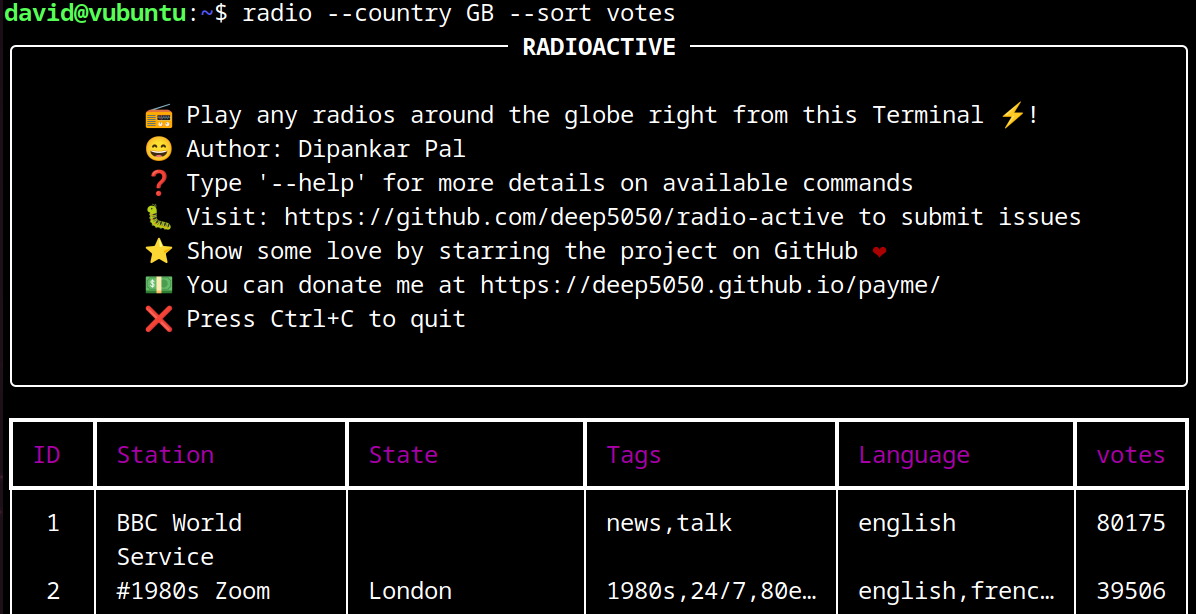 david@vubuntu:~$ radio --country GB --sort votes
RADIOACTIVE
📻 Play any radios around the globe right from this Terminal ⚡!
😄 Author: Dipankar Pal
❓ Type '--help' for more details on available commands
🐛 Visit: https://github.com/deep5050/radio-active to submit issues
⭐ Show some love by starring the project on GitHub ❤
💵 You can donate me at https://deep5050.github.io/payme/
❌ Press Ctrl+C to quit
ID Station State Tags Language votes
1 BBC World news,talk english 80175
Service
2 #1980s Zoom London 1980s,24/7,80e… english,frenc… 39506